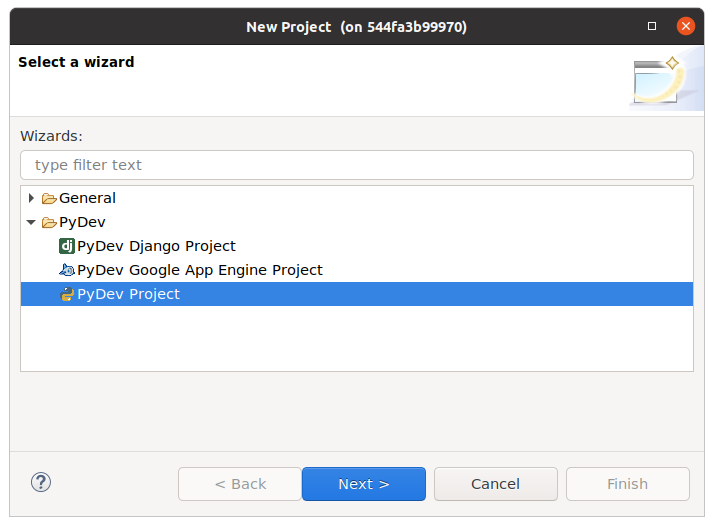 New Project (on 544fa3b99970)
Select a wizard
Wizards:
type filter text
General
PyDev
dj PyDev Django Project
PyDev Google App Engine Project
PyDev Project
? < Back Next > Cancel Finish